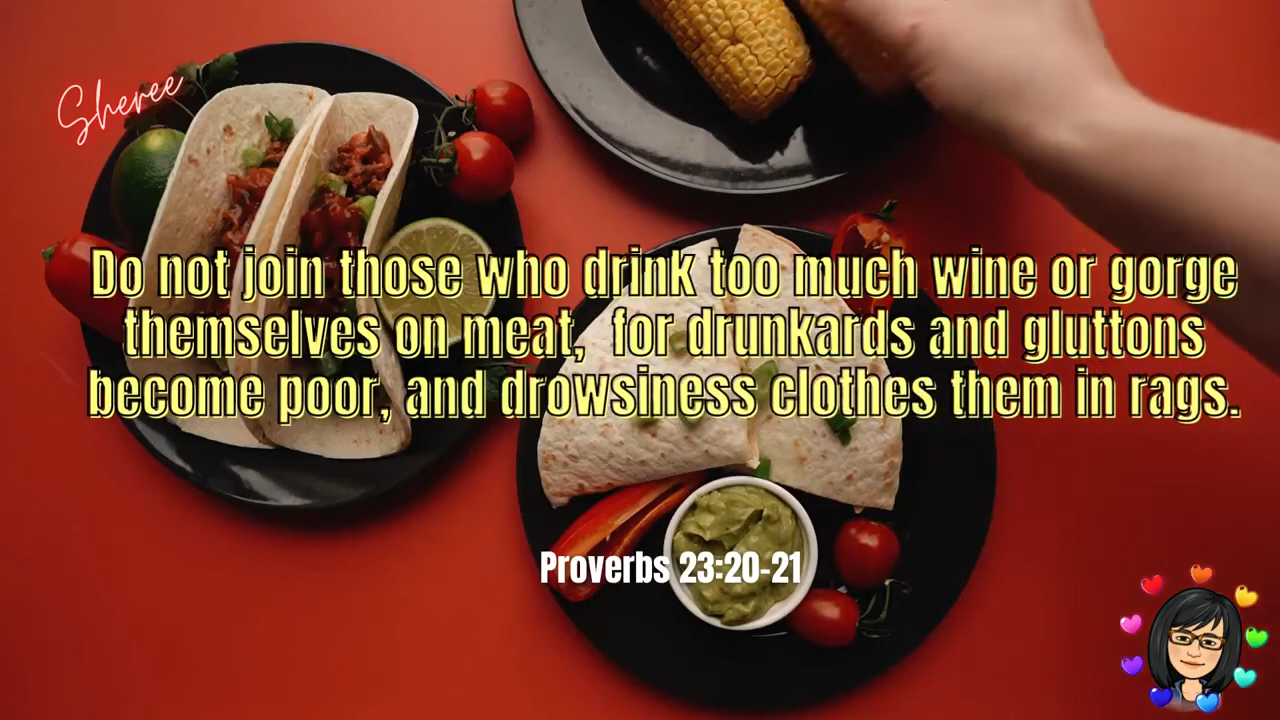 Sheree
Do not join those who drink too much wine or gorge
themselves on meat,  for drunkards and gluttons
become poor, and drowsiness clothes them in rags.
Proverbs 23:20-21